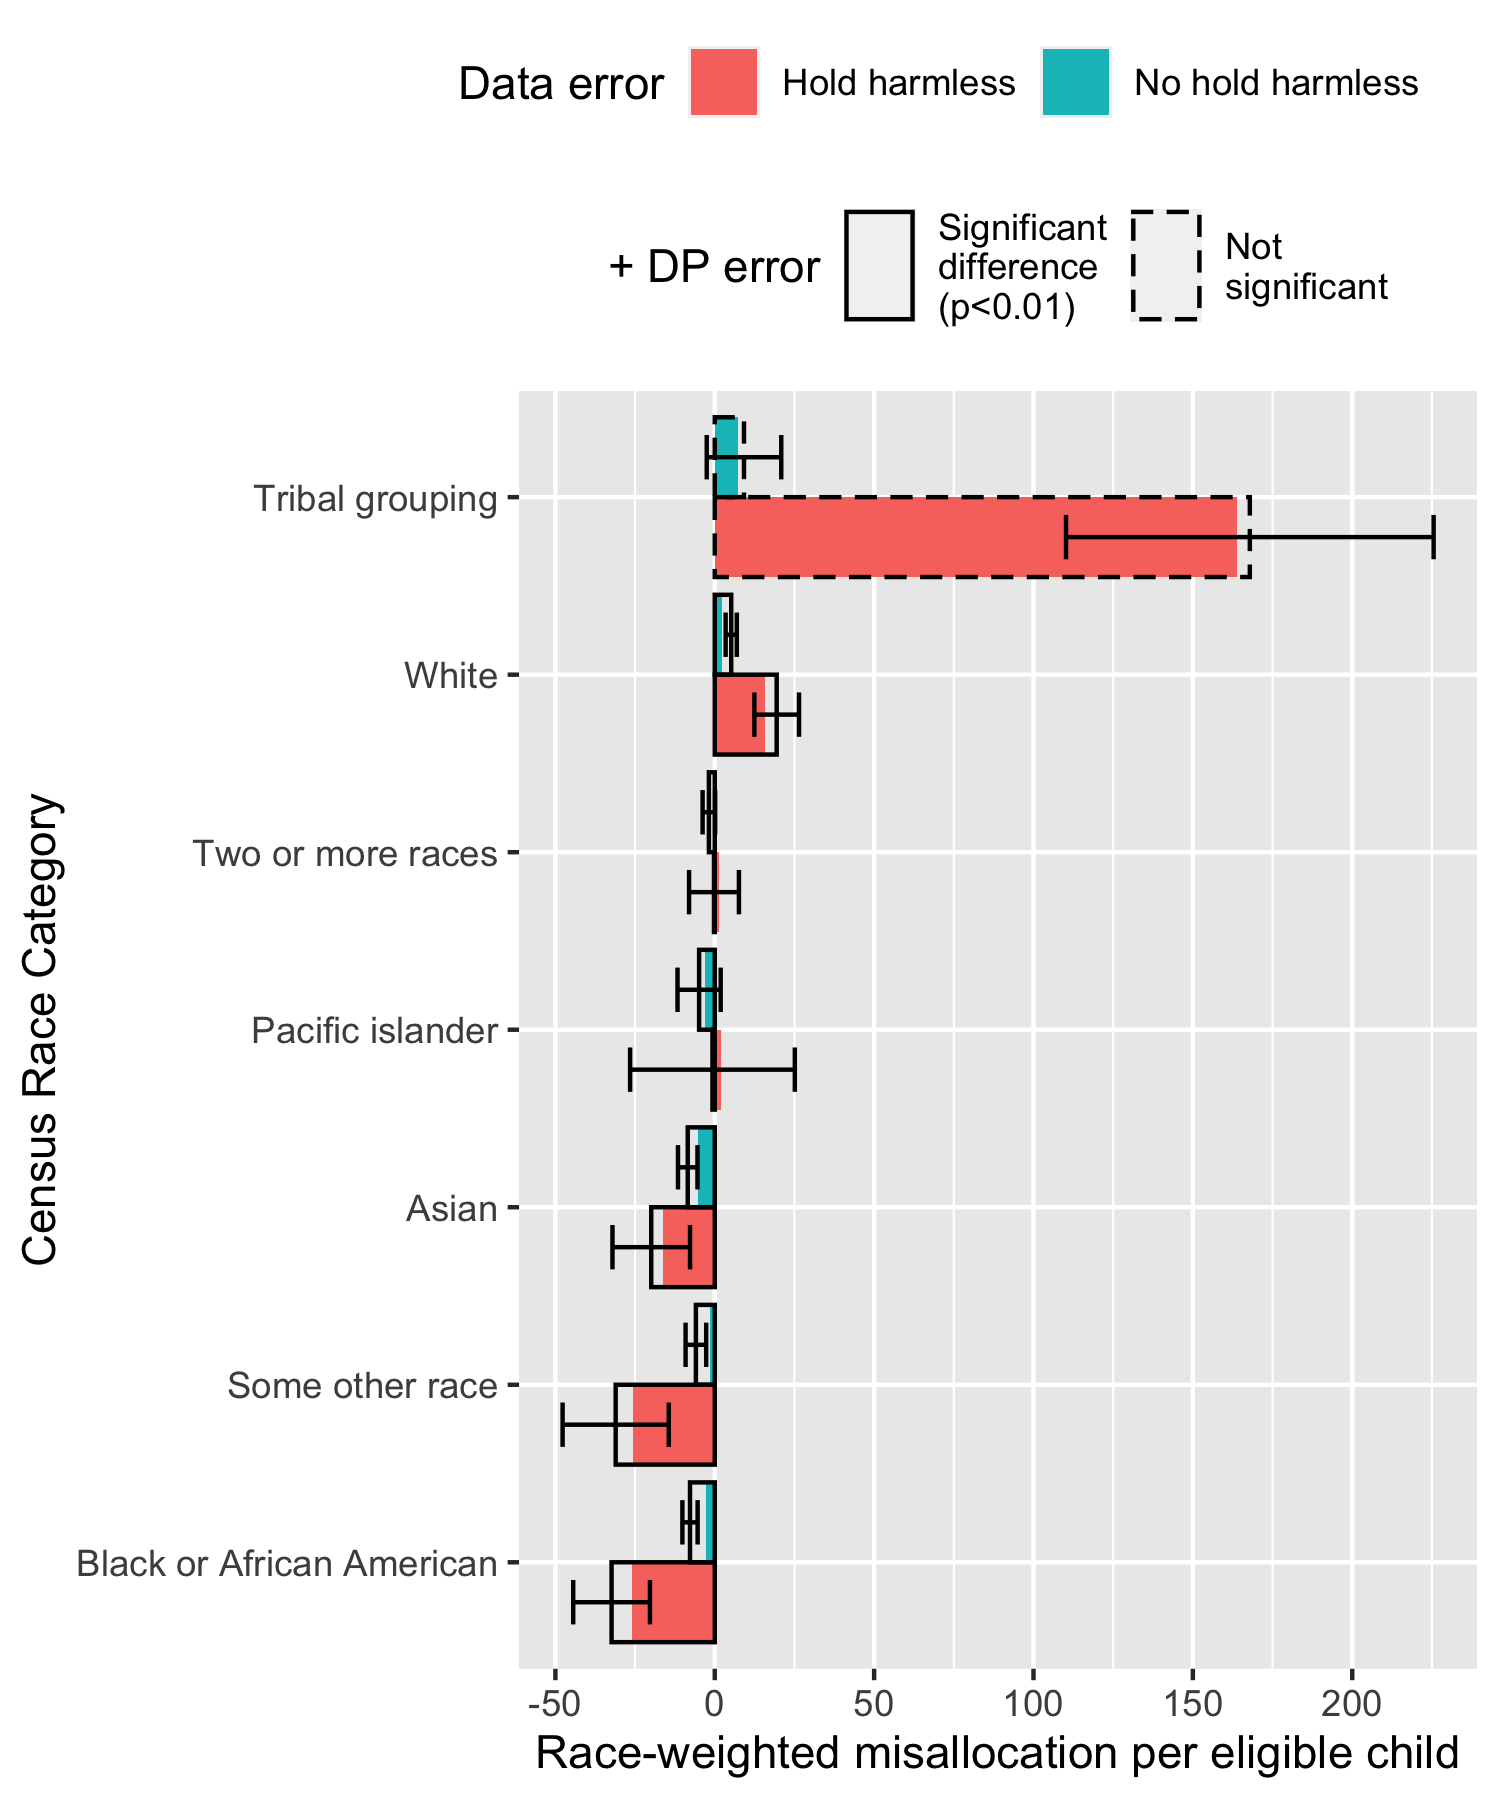 Data error Hold harmless No hold harmless
+ DP error
Significant
difference
(p<0.01)
Not
significant
Census Race Category
Tribal grouping
White
Two or more races
Pacific islander
Asian
Some other race
Black or African American
-50 0 50 100 150 200
Race-weighted misallocation per eligible child